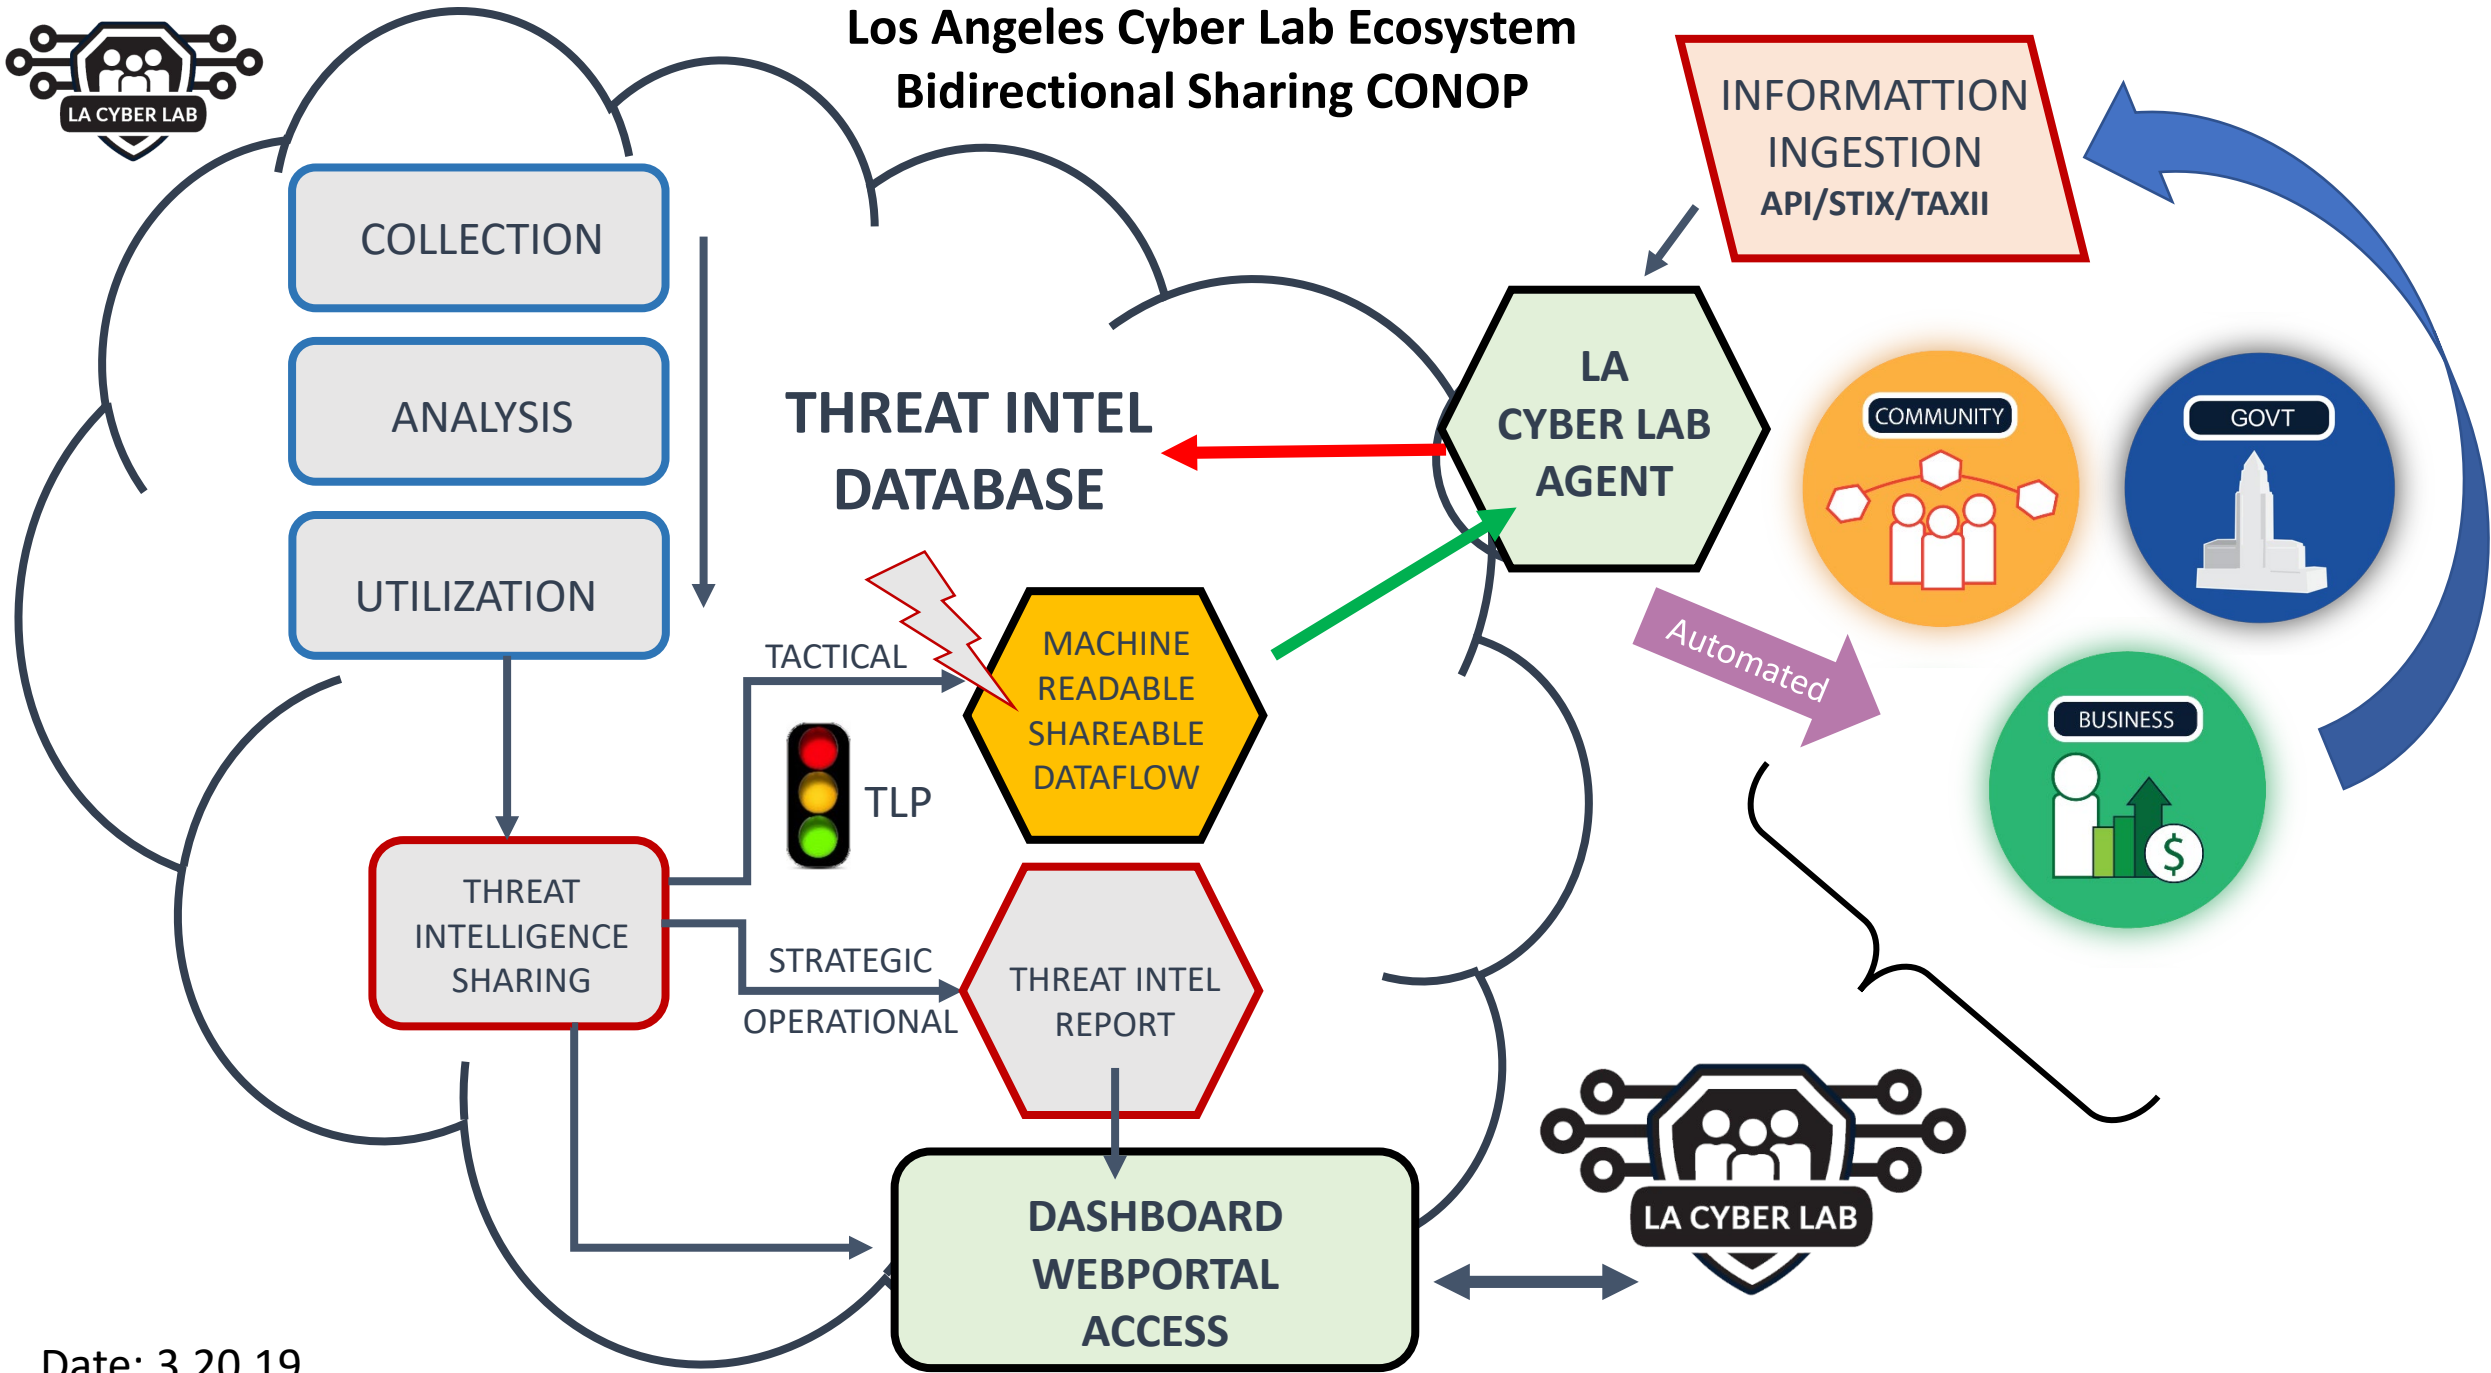 Los Angeles Cyber Lab Ecosystem
Bidirectional Sharing CONOP
LA CYBER LAB
INFORMATTION
INGESTION
API/STIX/TAXII
COLLECTION
ANALYSIS
UTILIZATION
THREAT INTEL
DATABASE
LA
CYBER LAB
AGENT
COMMUNITY
GOVT
BUSINESS
Automated
TACTICAL
MACHINE
READABLE
SHAREABLE
DATAFLOW
TLP
THREAT
INTELLIGENCE
SHARING
STRATEGIC
OPERATIONAL
THREAT INTEL
REPORT
DASHBOARD
WEBPORTAL
ACCESS
LA CYBER LAB
$
Date: 3.20.19